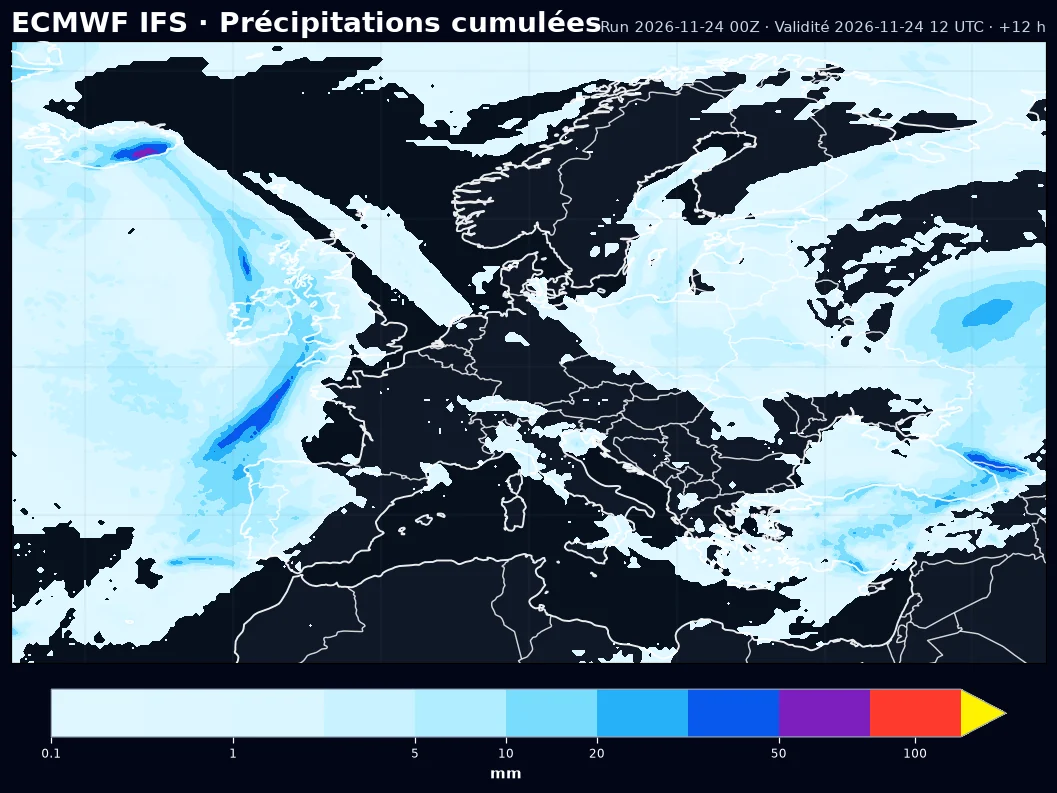 ECMWF IFS · Précipitations cumulées
Run 2026-11-24 00Z · Validité 2026-11-24 12 UTC · +12 h
0.1 1 5 10 20 50 100
mm